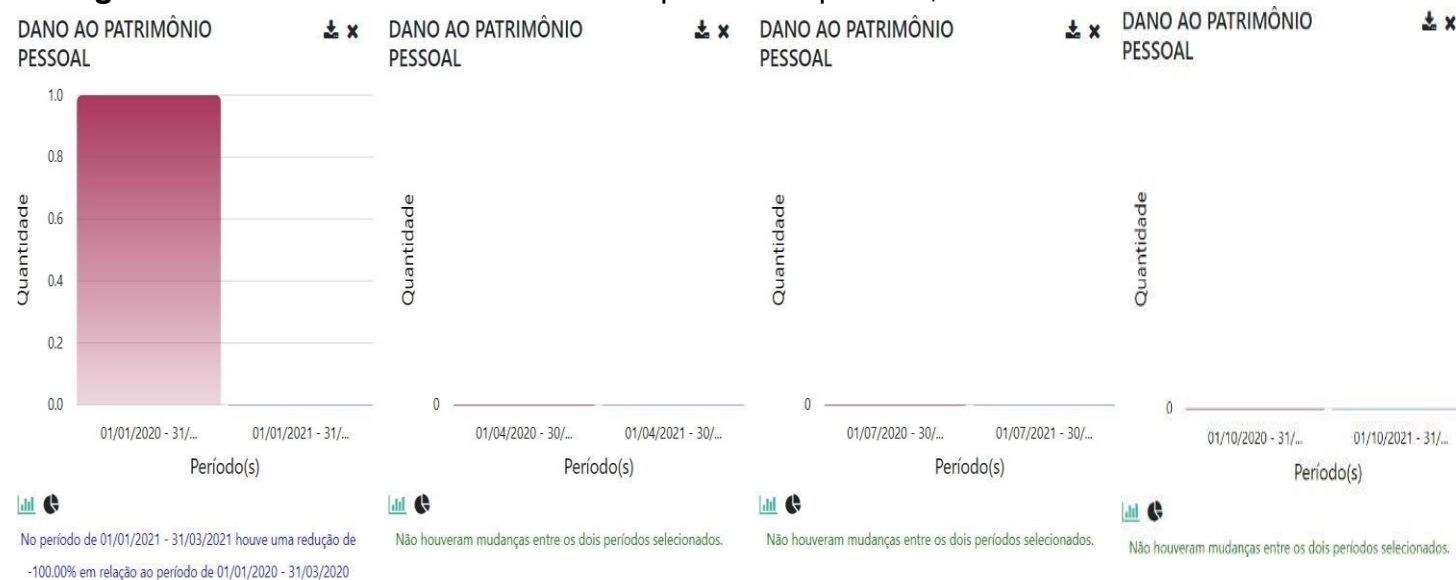 DANO AO PATRIMÔNIO
PESSOAL
1.0
0.8
0.6
0.4
0.2
0.0
Quantidade
01/01/2020 - 31/...
01/01/2021 - 31/...
Período(s)
No período de 01/01/2021 - 31/03/2021 houve uma redução de
-100.00% em relação ao período de 01/01/2020 - 31/03/2020
DANO AO PATRIMÔNIO
PESSOAL
Quantidade
0
01/04/2020 - 30/...
01/04/2021 - 30/...
Período(s)
Não houveram mudanças entre os dois períodos selecionados.
DANO AO PATRIMÔNIO
PESSOAL
Quantidade
0
01/07/2020 - 30/...
01/07/2021 - 30/...
Período(s)
Não houveram mudanças entre os dois períodos selecionados.
DANO AO PATRIMÔNIO
PESSOAL
Quantidade
0
01/10/2020 - 31/...
01/10/2021 - 31/...
Período(s)
Não houveram mudanças entre os dois períodos selecionados.